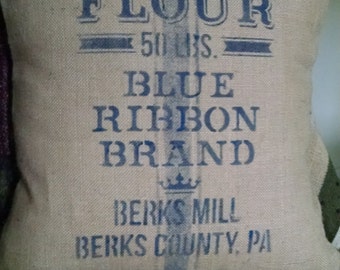 FLOUR
50 LBS.
BLUE
RIBBON
BRAND
BERKS MILL
BERKS COUNTY, PA